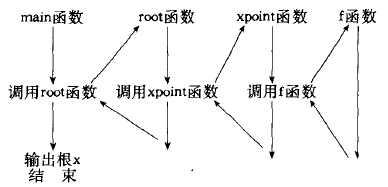 main函数 root函数 xpoint函数 f函数
调用root函数 调用xpoint函数 调用f函数
输出根x
结 束